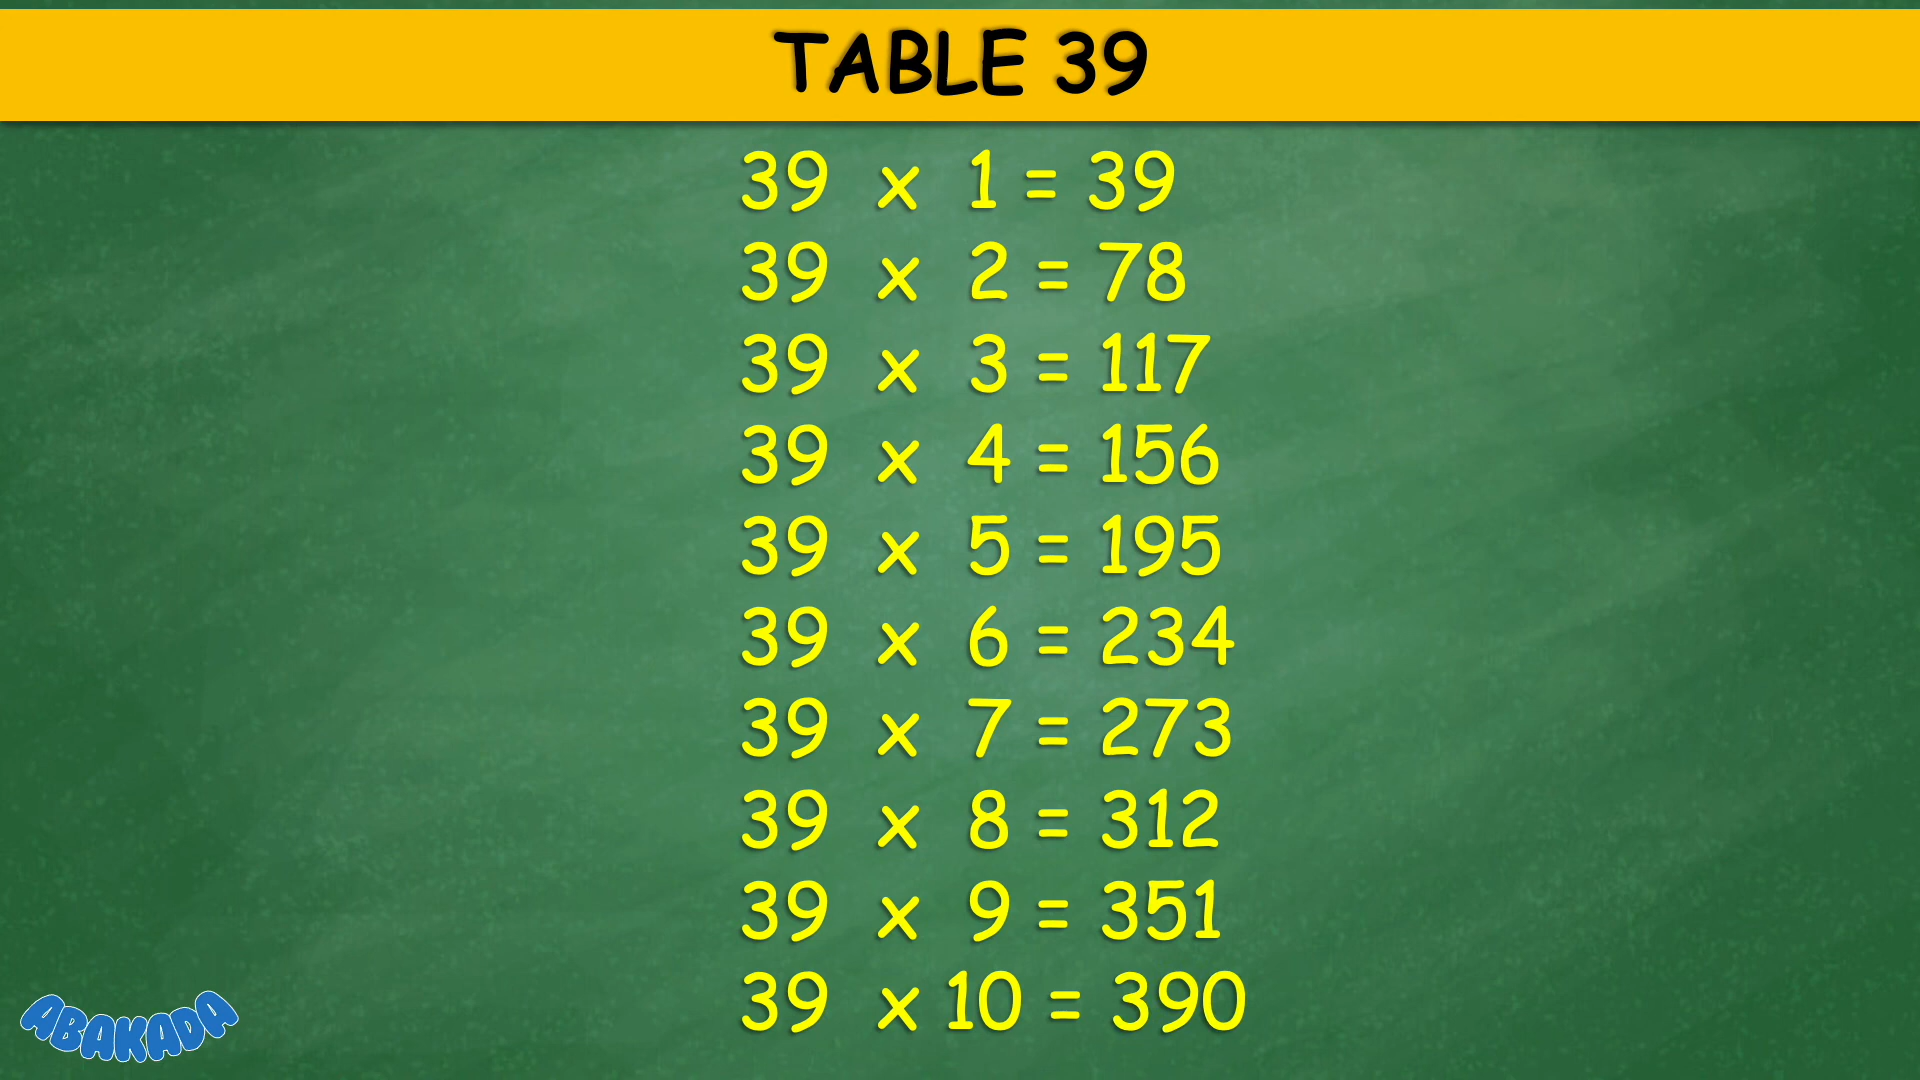 TABLE 39
39 x 1 = 39
39 x 2 = 78
39 x 3 = 117
39 x 4 = 156
39 x 5 = 195
39 x 6 = 234
39 x 7 = 273
39 x 8 = 312
39 x 9 = 351
39 x 10 = 390
ABAKADA